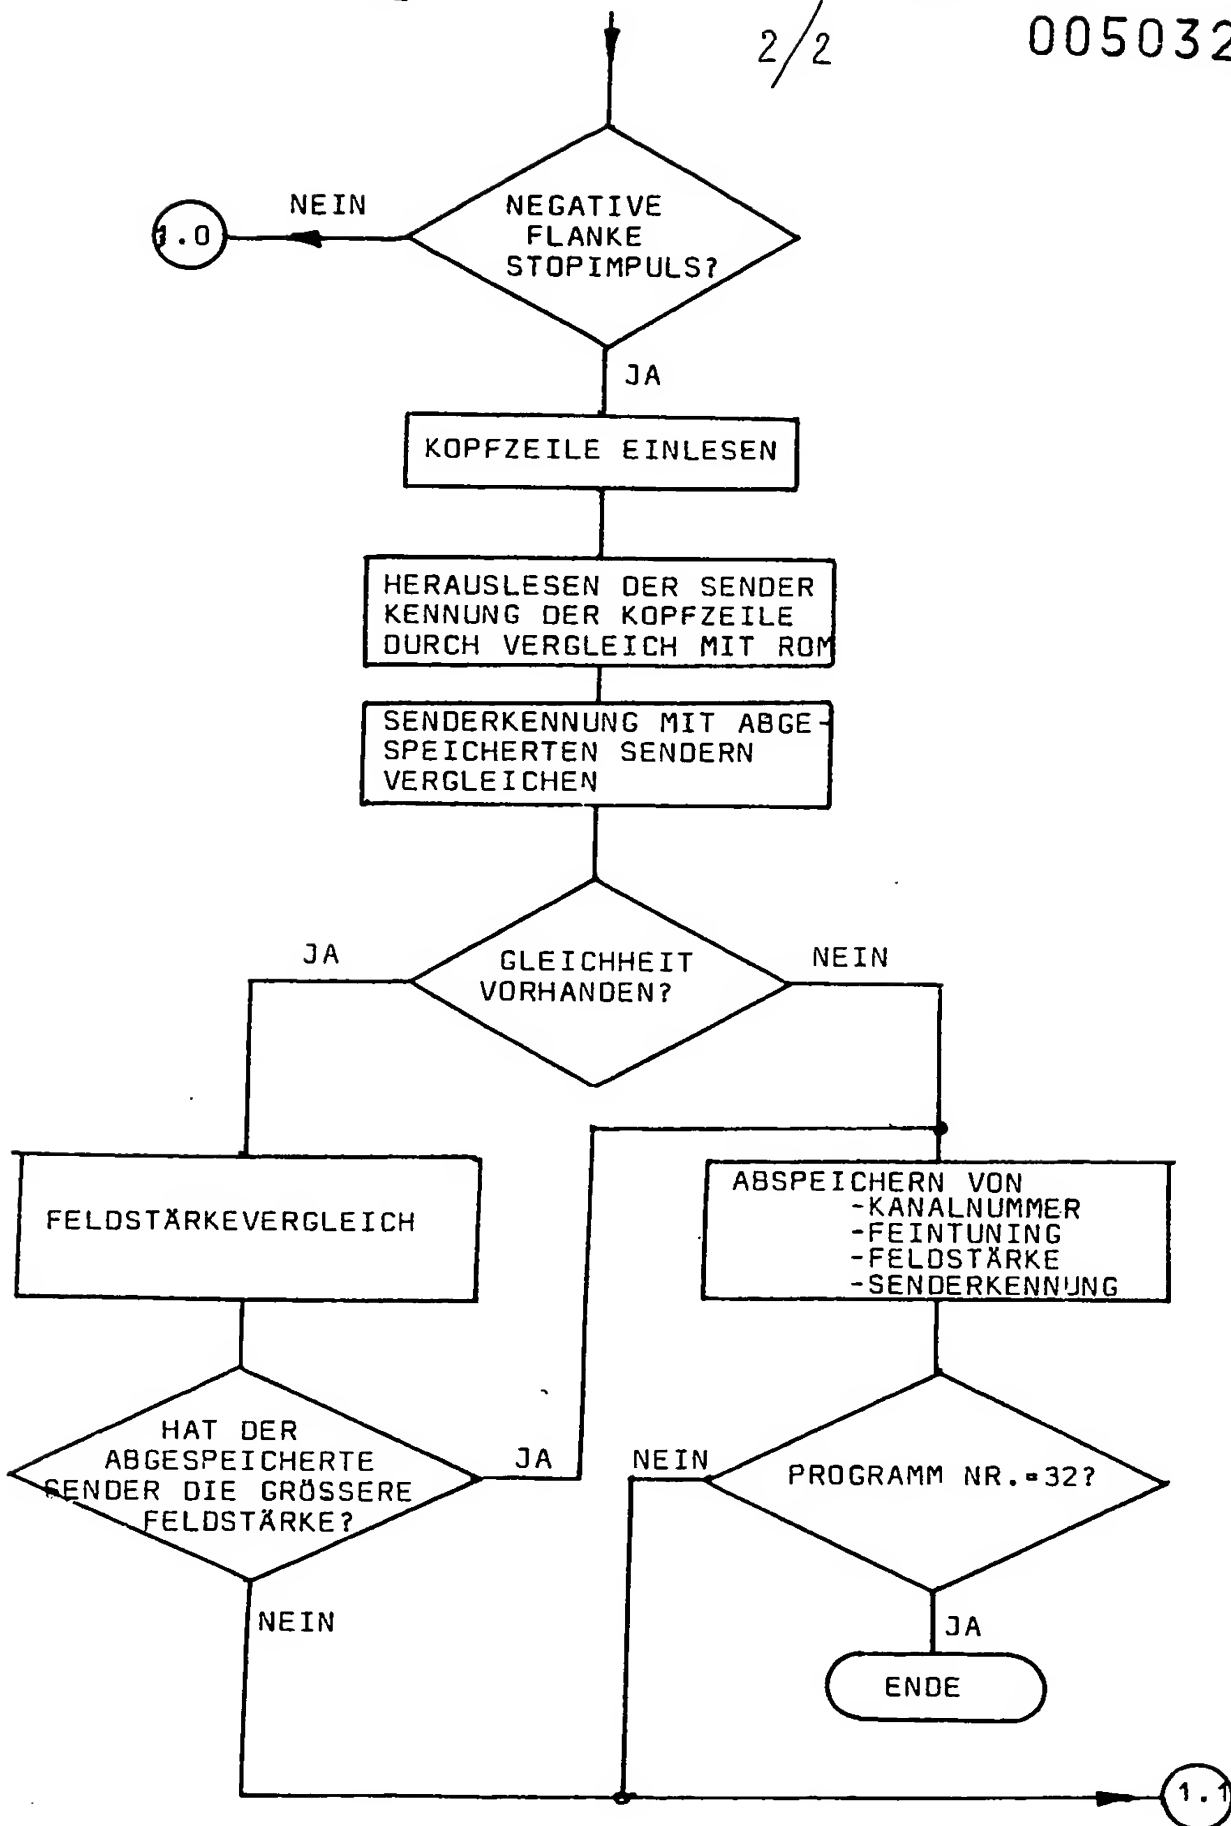 2/2
005032
NEIN
1.0
NEGATIVE
FLANKE
STOPIMPULS?
JA
KOPFZEILE EINLESEN
HERAUSLESEN DER SENDER
KENNUNG DER KOPFZEILE
DURCH VERGLEICH MIT ROM
SENDERKENNUNG MIT ABGE-
SPEICHERTEN SENDERN
VERGLEICHEN
JA
GLEICHHEIT
VORHANDEN?
NEIN
FELDSTÄRKEVERGLEICH
ABSPEICHERN VON
-KANALNUMMER
-FEINTUNING
-FELDSTÄRKE
-SENDERKENNUNG
HAT DER
ABGESPEICHERTE
SENDER DIE GRÖSSERE
FELDSTÄRKE?
JA
NEIN
PROGRAMM NR.=32?
NEIN
JA
ENDE
1.1